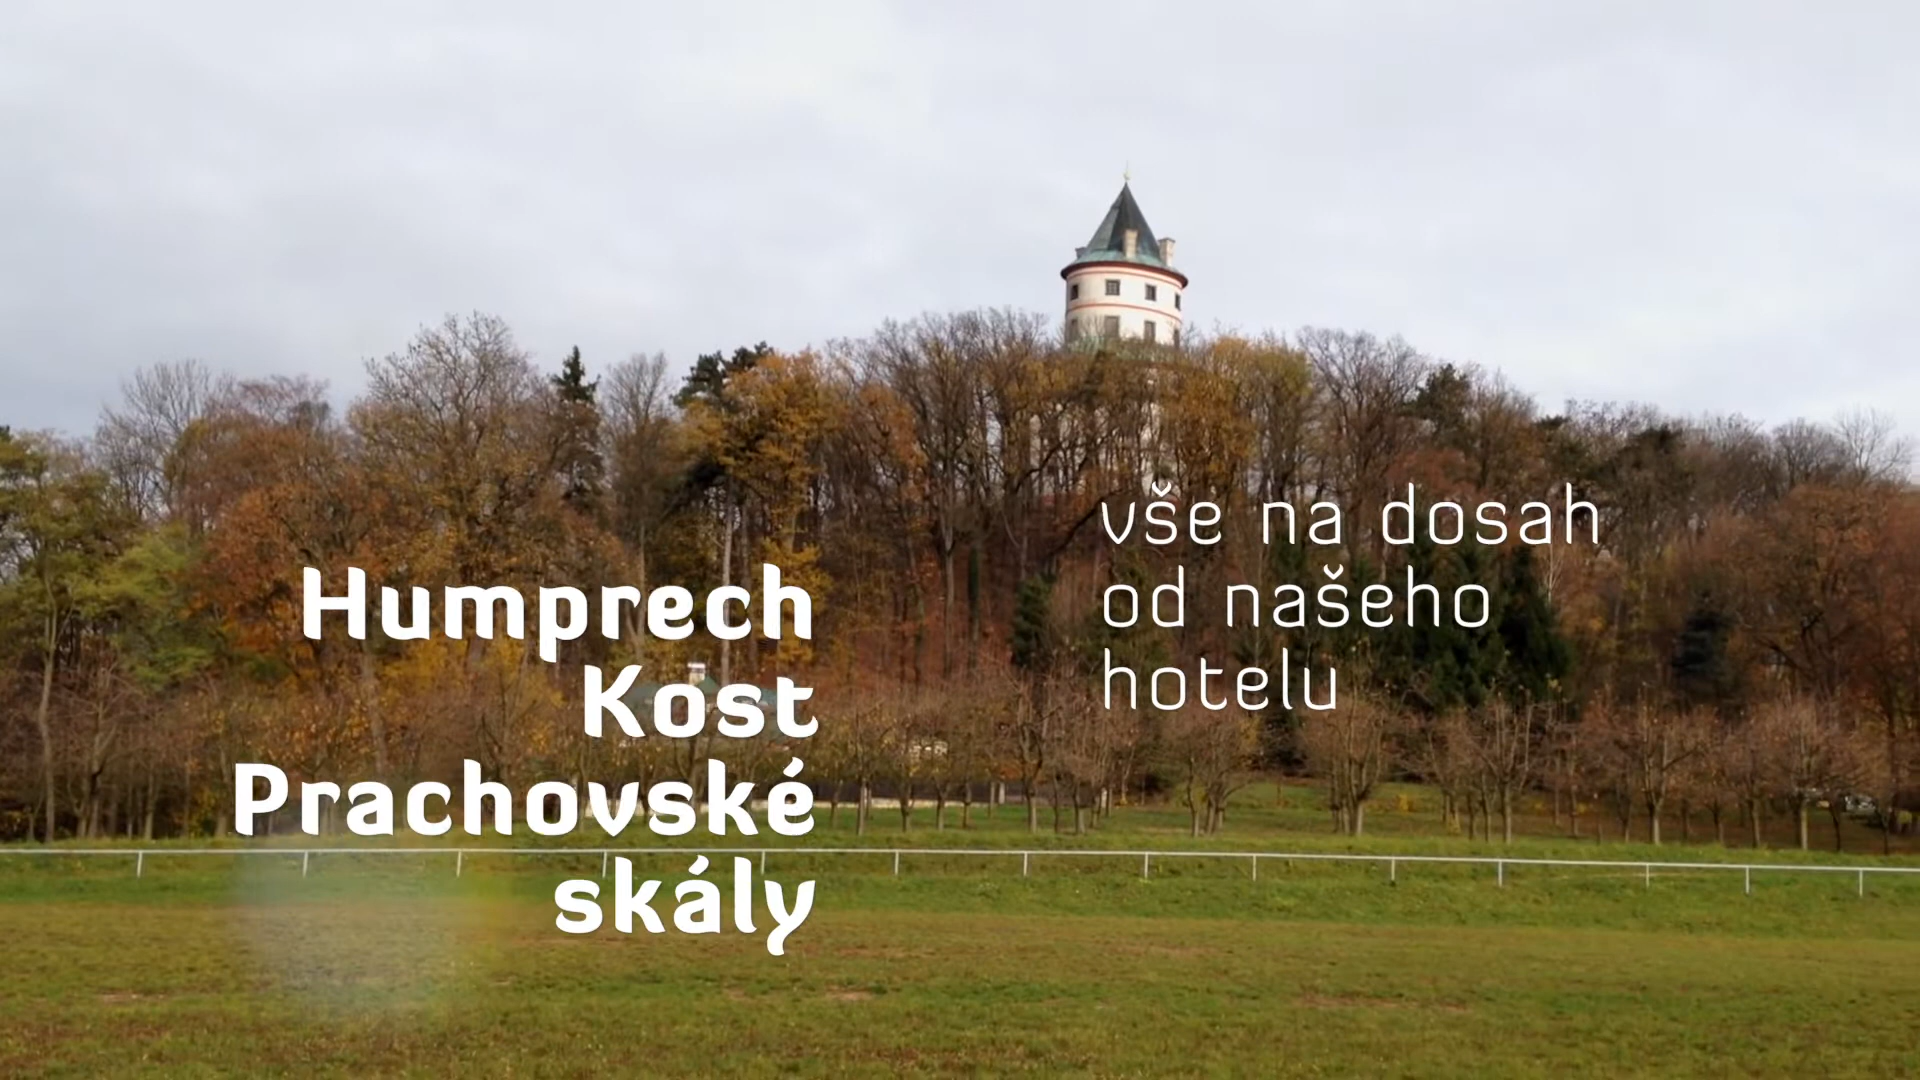 Humprech
Kost
Prachovské
skály
vše na dosah
od našeho
hotelu